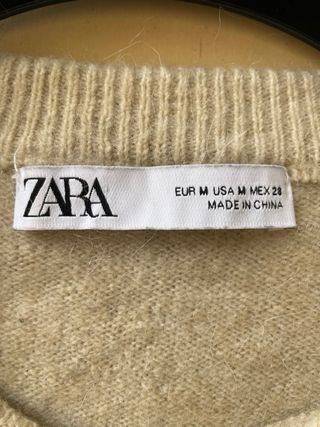 ZARA
EUR M USA M MEX 28
MADE IN CHINA